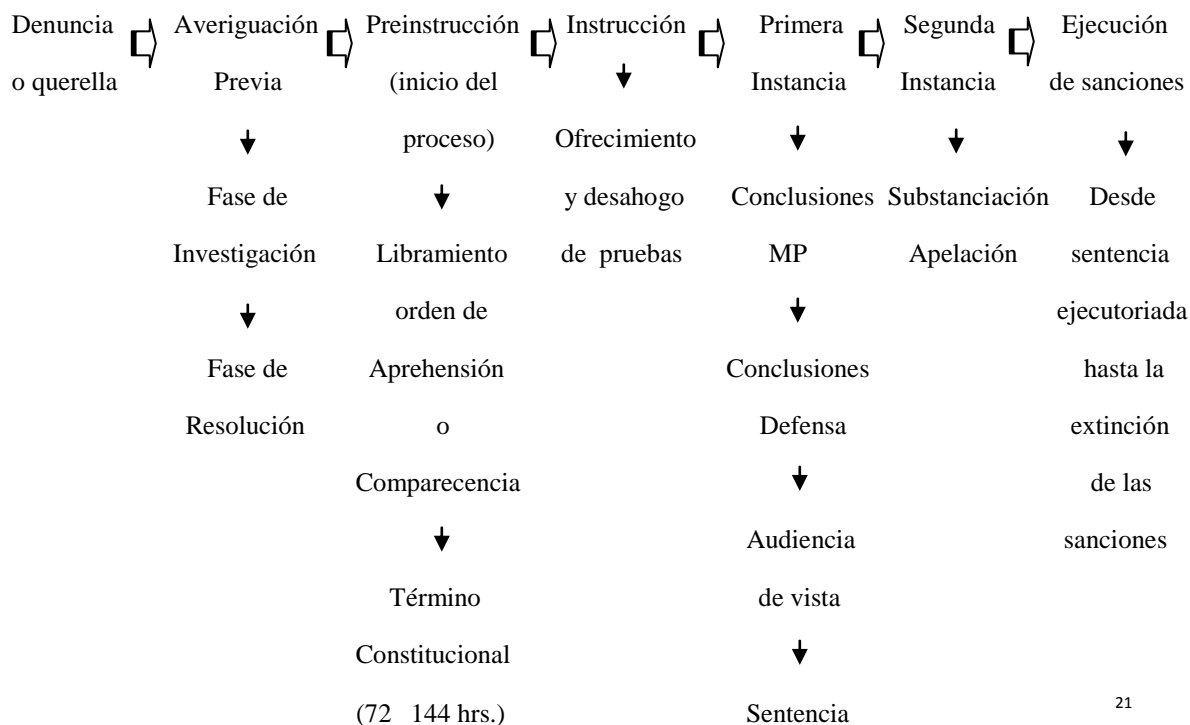 Denuncia
o querella
Averiguación
Previa
Fase de
Investigación
Fase de
Resolución
Preinstrucción
(inicio del
proceso)
Libramiento
orden de
Aprehensión
o
Comparecencia
Término
Constitucional
(72 144 hrs.)
Instrucción
Ofrecimiento
y desahogo
de pruebas
Primera
Instancia
Conclusiones
MP
Conclusiones
Defensa
Audiencia
de vista
Sentencia
Segunda
Instancia
Substanciación
Apelación
Ejecución
de sanciones
Desde
sentencia
ejecutoriada
hasta la
extinción
de las
sanciones
21